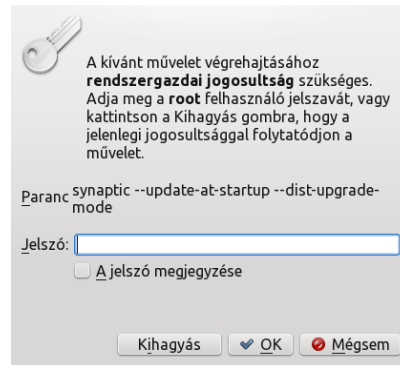 A kívánt művelet végrehajtásához
rendszergazdai jogosultság szükséges.
Adja meg a root felhasználó jelszavát, vagy
kattintson a Kihagyás gombra, hogy a
jelenlegi jogosultsággal folytatódjon a
művelet.
Paranc synaptic --update-at-startup --dist-upgrade-
mode
Jelszó:
A jelszó megjegyzése
Kihagyás OK Mégsem